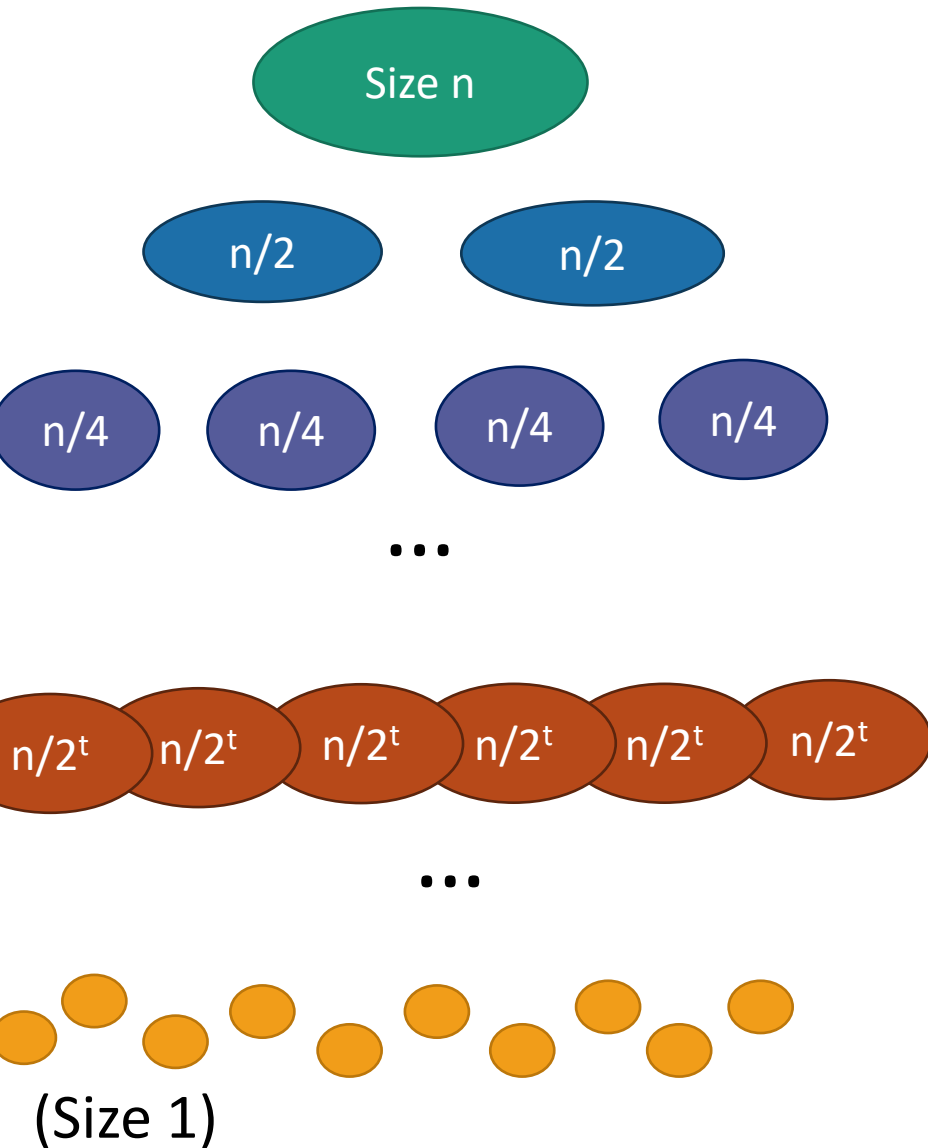 Size n
n/2 n/2
n/4 n/4 n/4 n/4
...
n/2ᵗ n/2ᵗ n/2ᵗ n/2ᵗ n/2ᵗ n/2ᵗ
...
(Size 1)